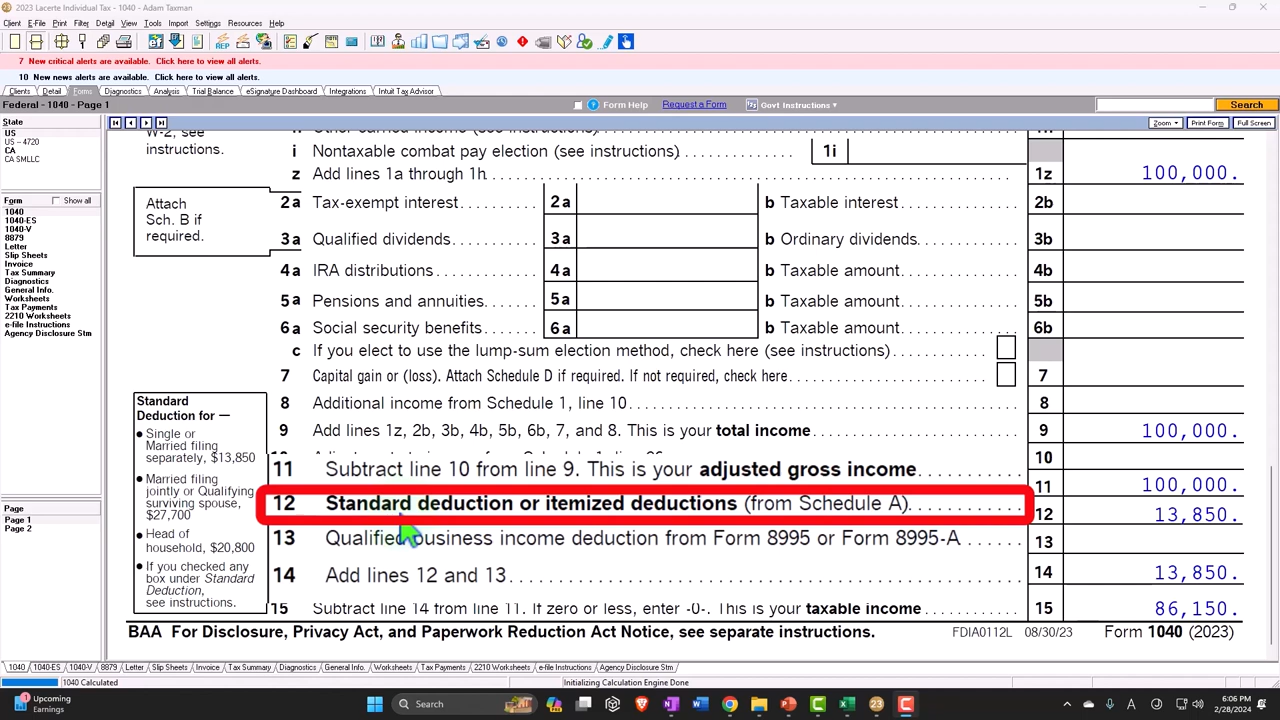 2023 Lacerte Individual Tax - 1040 - Adam Taxman
Client E-File Print Filter Detail View Tools Import Settings Resources Help
7 New critical alerts are available. Click here to view all alerts.
10 New news alerts are available. Click here to view all alerts.
Clients Detail Forms Diagnostics Analysis Trial Balance eSignature Dashboard Integrations Intuit Tax Advisor
Federal - 1040 - Page 1
Form Help Request a Form Govt Instructions Search
Zoom Print Form Full Screen
State
US
US - 4720
CA
CA SMLLC
Form Show all
1040
1040-ES
1040-V
8879
Letter
Slip Sheets
Invoice
Tax Summary
Diagnostics
General Info.
Worksheets
Tax Payments
2210 Worksheets
e-file Instructions
Agency Disclosure Stm
Page
Page 1
Page 2
W-2, see
instructions.
i Nontaxable combat pay election (see instructions) 1i
z Add lines 1a through 1h 1z 100,000.
Attach
Sch. B if
required.
2a Tax-exempt interest 2a b Taxable interest 2b
3a Qualified dividends 3a b Ordinary dividends 3b
4a IRA distributions 4a b Taxable amount 4b
5a Pensions and annuities 5a b Taxable amount 5b
6a Social security benefits 6a b Taxable amount 6b
c If you elect to use the lump-sum election method, check here (see instructions)
7 Capital gain or (loss). Attach Schedule D if required. If not required, check here 7
8 Additional income from Schedule 1, line 10 8
9 Add lines 1z, 2b, 3b, 4b, 5b, 6b, 7, and 8. This is your total income 9 100,000.
10
11 Subtract line 10 from line 9. This is your adjusted gross income 11 100,000.
12 Standard deduction or itemized deductions (from Schedule A) 12 13,850.
13 Qualified business income deduction from Form 8995 or Form 8995-A 13
14 Add lines 12 and 13 14 13,850.
15 Subtract line 14 from line 11. If zero or less, enter -0-. This is your taxable income 15 86,150.
Standard
Deduction for —
● Single or
Married filing
separately, $13,850
● Married filing
jointly or Qualifying
surviving spouse,
$27,700
● Head of
household, $20,800
● If you checked any
box under Standard
Deduction,
see instructions.
BAA For Disclosure, Privacy Act, and Paperwork Reduction Act Notice, see separate instructions. FDIA0112L 08/30/23 Form 1040 (2023)
1040 1040-ES 1040-V 8879 Letter Slip Sheets Invoice Tax Summary Diagnostics General Info. Worksheets Tax Payments 2210 Worksheets e-file Instructions Agency Disclosure Stm
1040 Calculated Initializing Calculation Engine Done
Upcoming
Earnings
Search
6:06 PM
2/28/2024